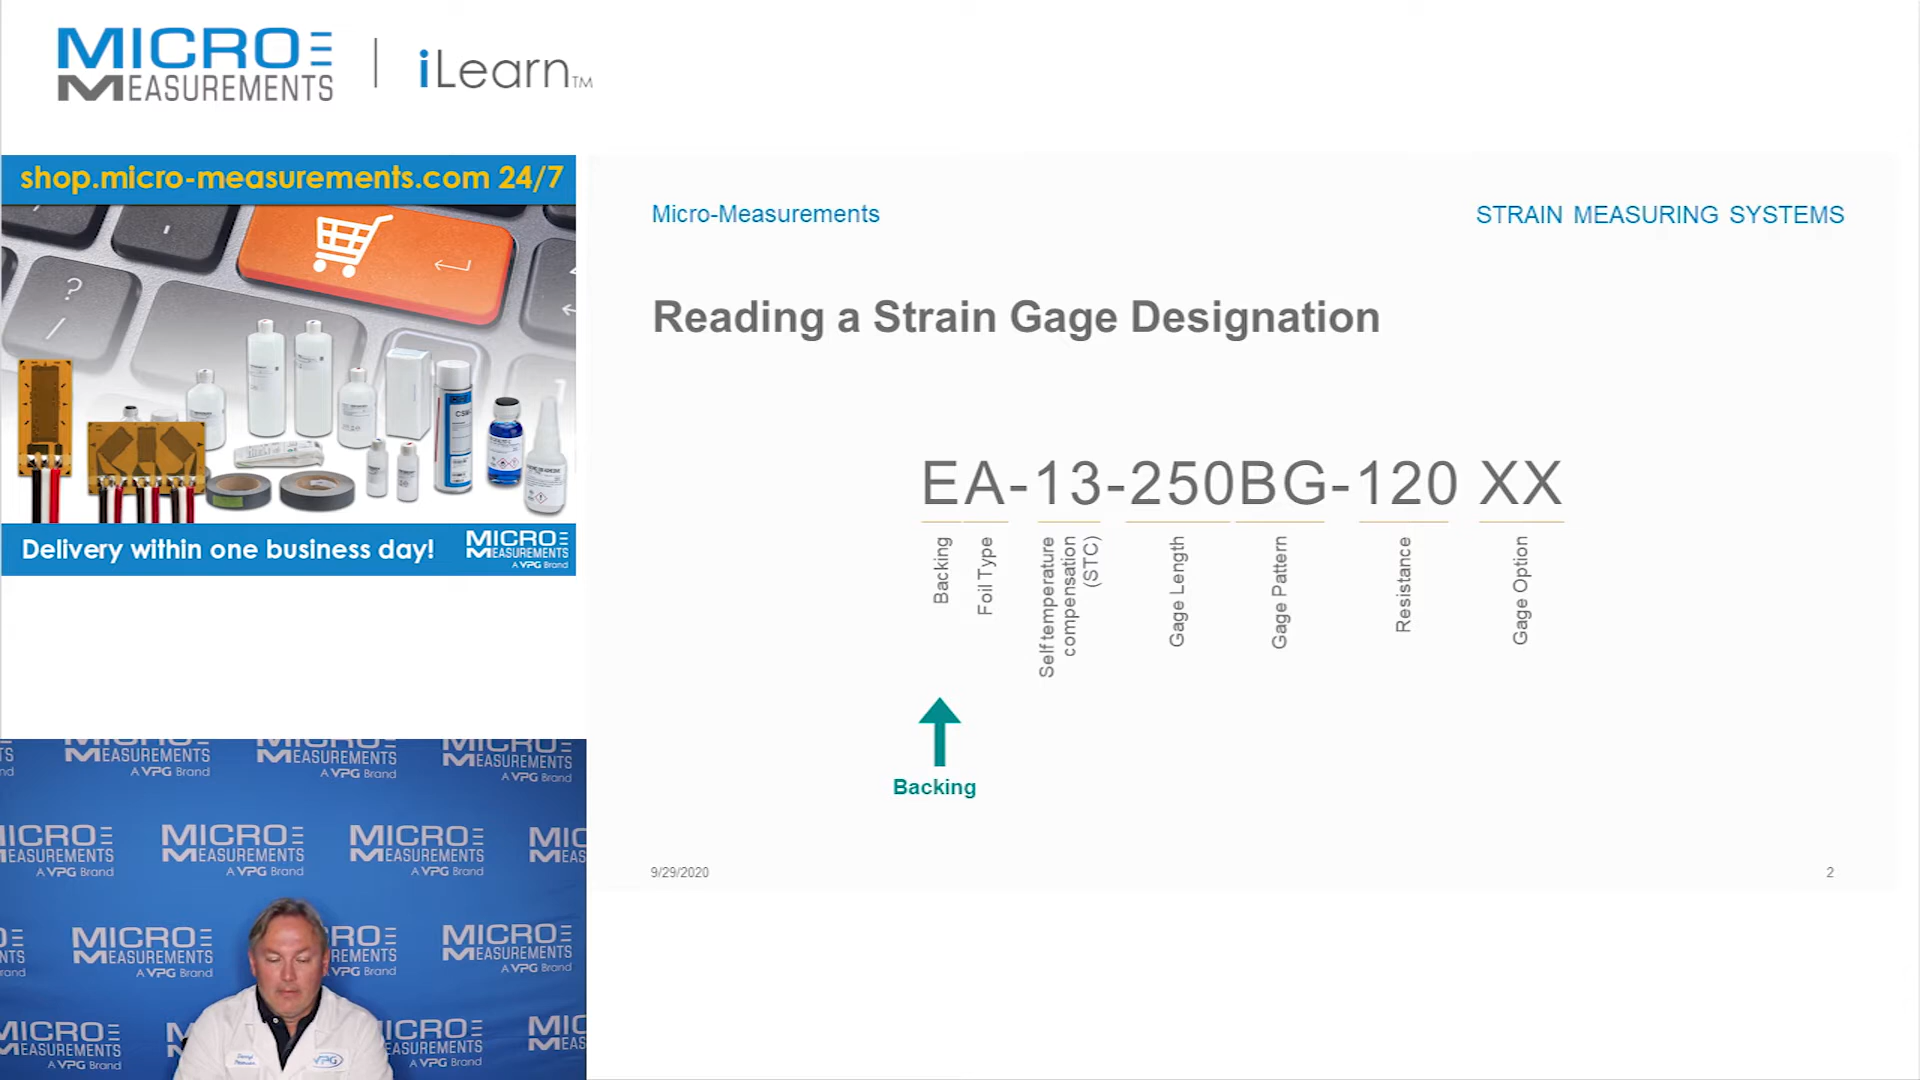 MICRO
MEASUREMENTS
iLearn™
shop.micro-measurements.com 24/7
Delivery within one business day!
MICRO
MEASUREMENTS
A VPG Brand
Micro-Measurements
STRAIN MEASURING SYSTEMS
Reading a Strain Gage Designation
EA-13-250BG-120 XX
Backing
Foil Type
Self temperature
compensation
(STC)
Gage Length
Gage Pattern
Resistance
Gage Option
Backing
9/29/2020
2
MICRO
MEASUREMENTS
A VPG Brand
VPG